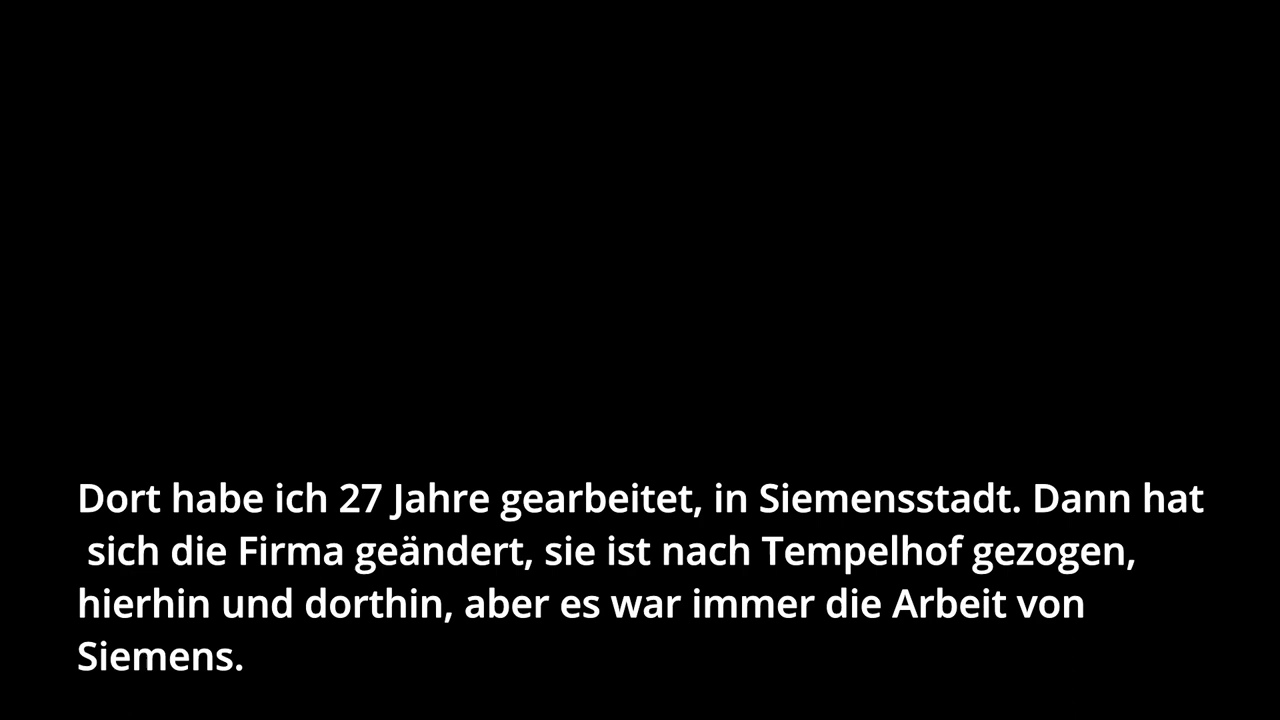 Dort habe ich 27 Jahre gearbeitet, in Siemensstadt. Dann hat
sich die Firma geändert, sie ist nach Tempelhof gezogen,
hierhin und dorthin, aber es war immer die Arbeit von
Siemens.